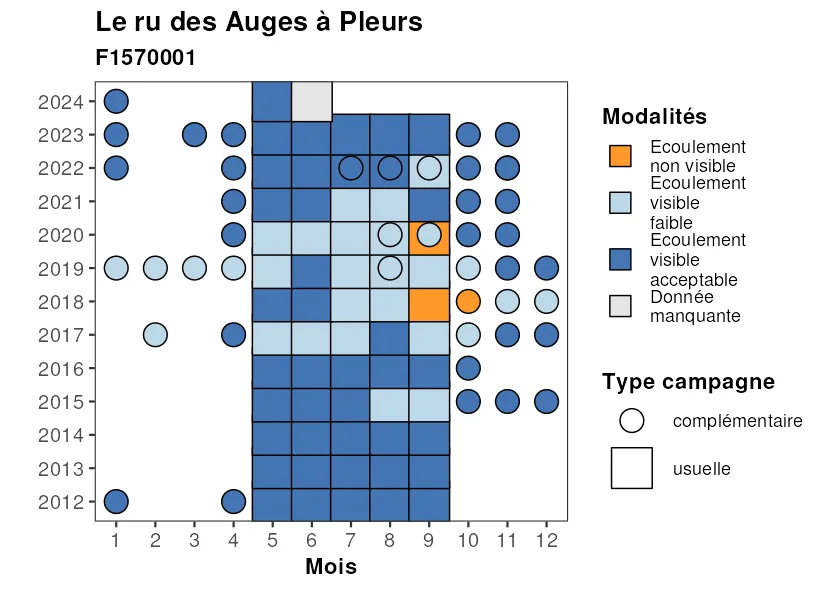 Le ru des Auges à Pleurs
F1570001
2024
2023
2022
2021
2020
2019
2018
2017
2016
2015
2014
2013
2012
1 2 3 4 5 6 7 8 9 10 11 12
Mois
Modalités
Ecoulement
non visible
Ecoulement
visible
faible
Ecoulement
visible
acceptable
Donnée
manquante
Type campagne
complémentaire
usuelle